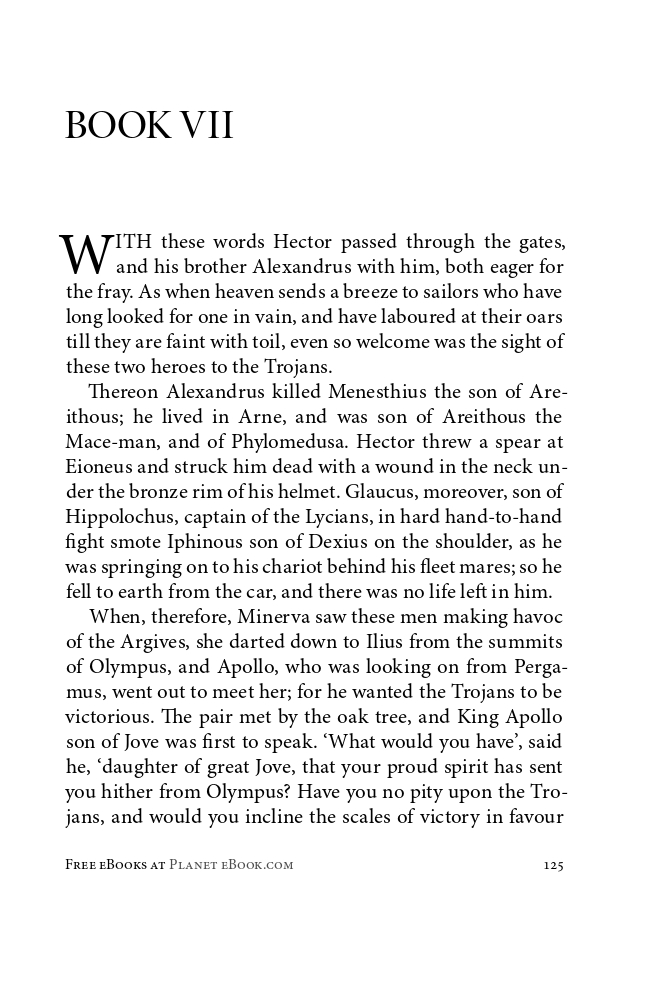 BOOK VII
WITH these words Hector passed through the gates,
and his brother Alexandrus with him, both eager for
the fray. As when heaven sends a breeze to sailors who have
long looked for one in vain, and have laboured at their oars
till they are faint with toil, even so welcome was the sight of
these two heroes to the Trojans.
Thereon Alexandrus killed Menesthius the son of Are-
ithous; he lived in Arne, and was son of Areithous the
Mace-man, and of Phylomedusa. Hector threw a spear at
Eioneus and struck him dead with a wound in the neck un-
der the bronze rim of his helmet. Glaucus, moreover, son of
Hippolochus, captain of the Lycians, in hard hand-to-hand
fight smote Iphinous son of Dexius on the shoulder, as he
was springing on to his chariot behind his fleet mares; so he
fell to earth from the car, and there was no life left in him.
When, therefore, Minerva saw these men making havoc
of the Argives, she darted down to Ilius from the summits
of Olympus, and Apollo, who was looking on from Perga-
mus, went out to meet her; for he wanted the Trojans to be
victorious. The pair met by the oak tree, and King Apollo
son of Jove was first to speak. ‘What would you have’, said
he, ‘daughter of great Jove, that your proud spirit has sent
you hither from Olympus? Have you no pity upon the Tro-
jans, and would you incline the scales of victory in favour
Free eBooks at Planet eBook.com 125